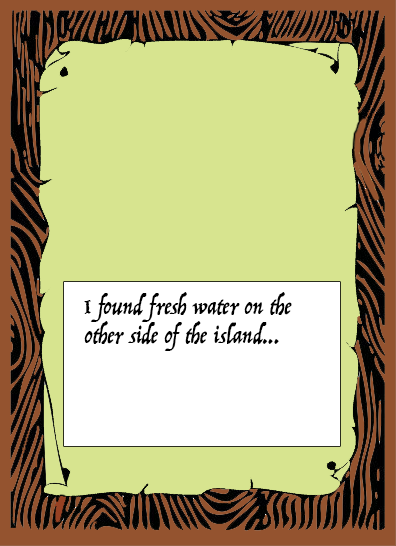 I found fresh water on the
other side of the island...